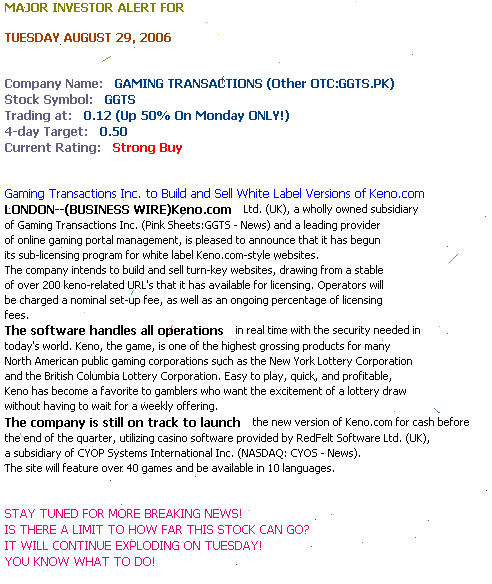 MAJOR INVESTOR ALERT FOR
TUESDAY AUGUST 29, 2006
Company Name: GAMING TRANSACTIONS (Other OTC:GGTS.PK)
Stock Symbol: GGTS
Trading at: 0.12 (Up 50% On Monday ONLY!)
4-day Target: 0.50
Current Rating: Strong Buy
Gaming Transactions Inc. to Build and Sell White Label Versions of Keno.com
LONDON--(BUSINESS WIRE)Keno.com Ltd. (UK), a wholly owned subsidiary
of Gaming Transactions Inc. (Pink Sheets:GGTS - News) and a leading provider
of online gaming portal management, is pleased to announce that it has begun
its sub-licensing program for white label Keno.com-style websites.
The company intends to build and sell turn-key websites, drawing from a stable
of over 200 keno-related URL's that it has available for licensing. Operators will
be charged a nominal set-up fee, as well as an ongoing percentage of licensing
fees.
The software handles all operations in real time with the security needed in
today's world. Keno, the game, is one of the highest grossing products for many
North American public gaming corporations such as the New York Lottery Corporation
and the British Columbia Lottery Corporation. Easy to play, quick, and profitable,
Keno has become a favorite to gamblers who want the excitement of a lottery draw
without having to wait for a weekly offering.
The company is still on track to launch the new version of Keno.com for cash before
the end of the quarter, utilizing casino software provided by RedFelt Software Ltd. (UK),
a subsidiary of CYOP Systems International Inc. (NASDAQ: CYOS - News).
The site will feature over 40 games and be available in 10 languages.
STAY TUNED FOR MORE BREAKING NEWS!
IS THERE A LIMIT TO HOW FAR THIS STOCK CAN GO?
IT WILL CONTINUE EXPLODING ON TUESDAY!
YOU KNOW WHAT TO DO!